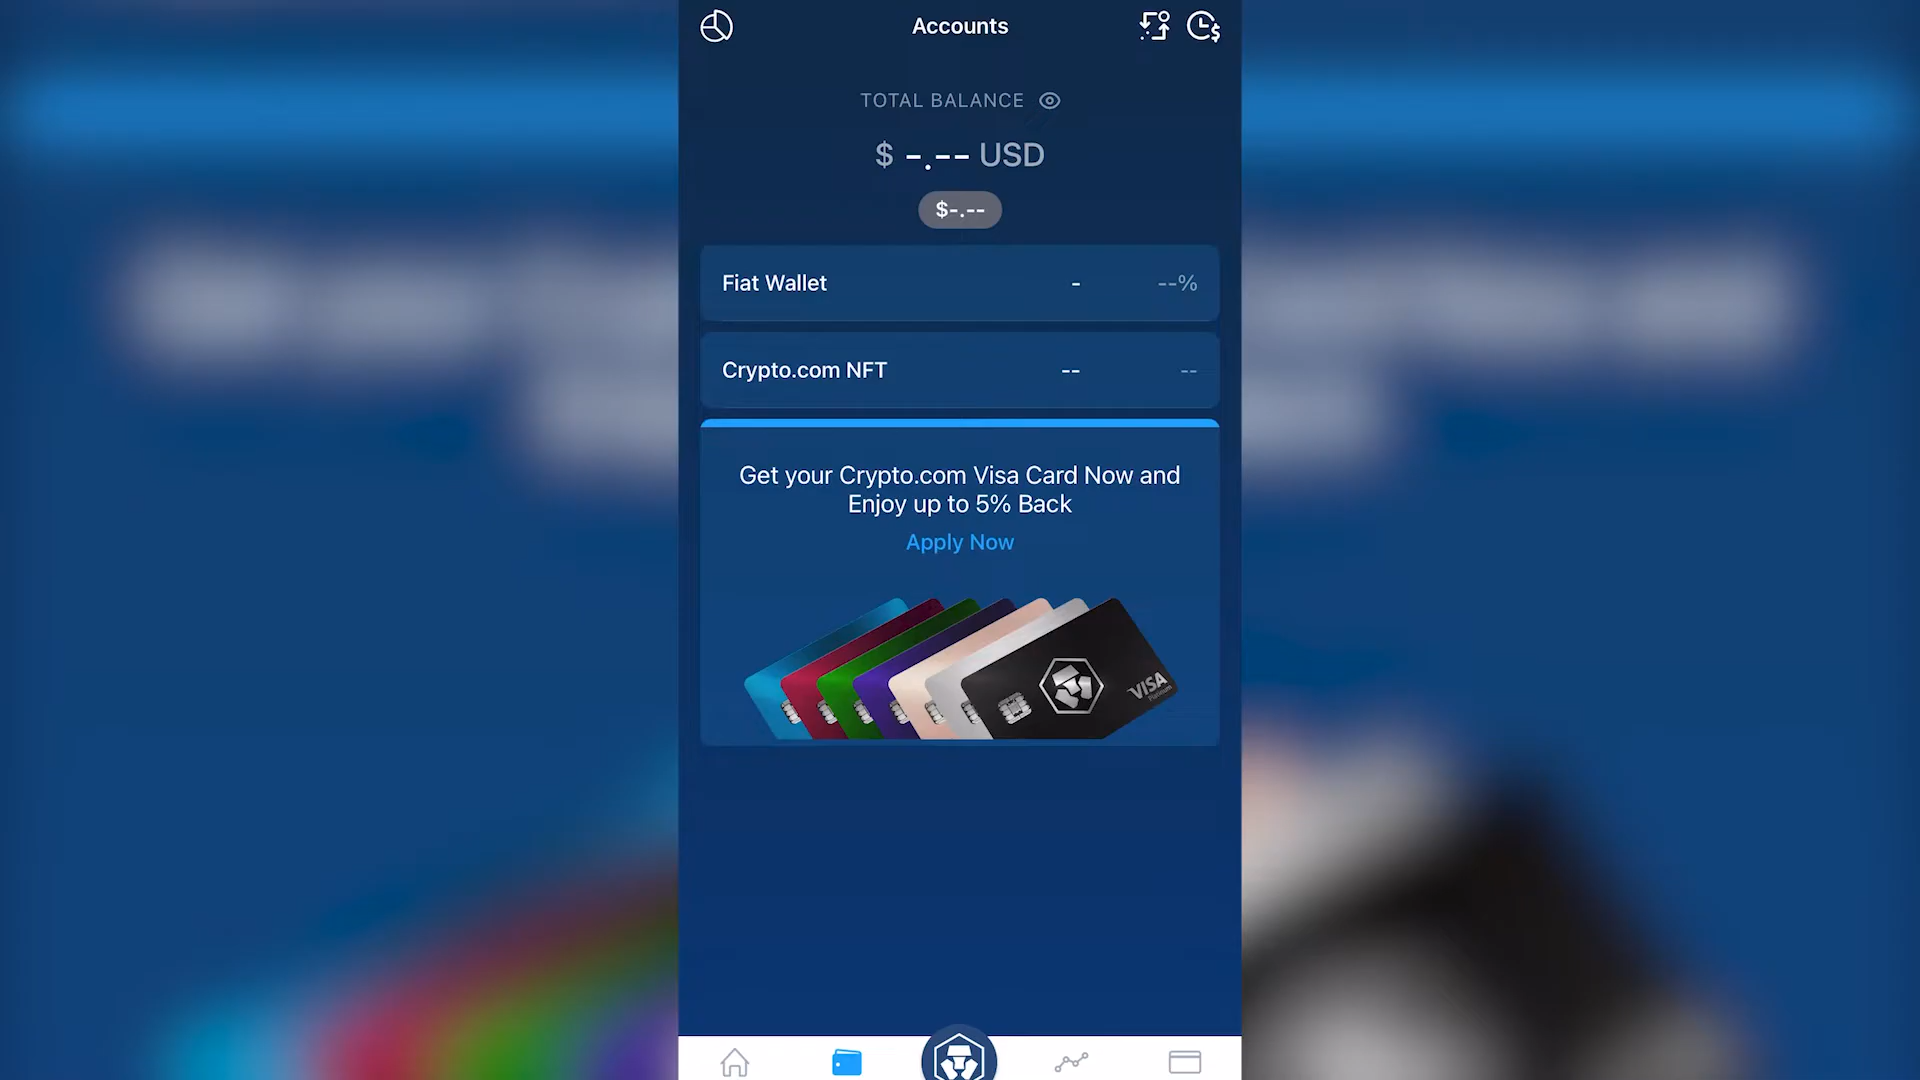 Accounts
TOTAL BALANCE
$ -.-- USD
$-.--
Fiat Wallet - --%
Crypto.com NFT -- --
Get your Crypto.com Visa Card Now and
Enjoy up to 5% Back
Apply Now
VISA
Platinum